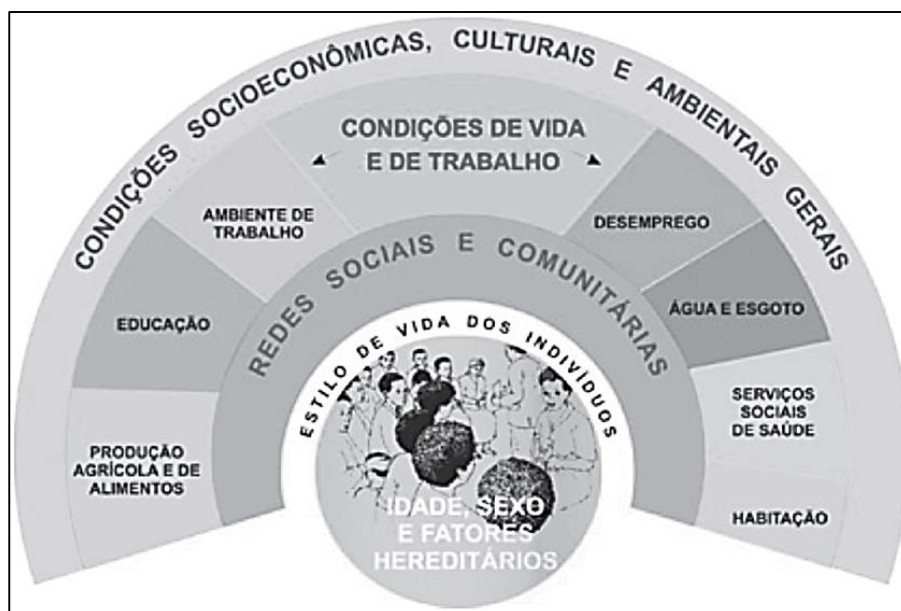 CONDIÇÕES SOCIOECONÔMICAS, CULTURAIS E AMBIENTAIS GERAIS
CONDIÇÕES DE VIDA
E DE TRABALHO
AMBIENTE DE
TRABALHO
DESEMPREGO
EDUCAÇÃO
ÁGUA E ESGOTO
PRODUÇÃO
AGRÍCOLA E DE
ALIMENTOS
SERVIÇOS
SOCIAIS
DE SAÚDE
HABITAÇÃO
REDES SOCIAIS E COMUNITÁRIAS
ESTILO DE VIDA DOS INDIVÍDUOS
IDADE, SEXO
E FATORES
HEREDITÁRIOS